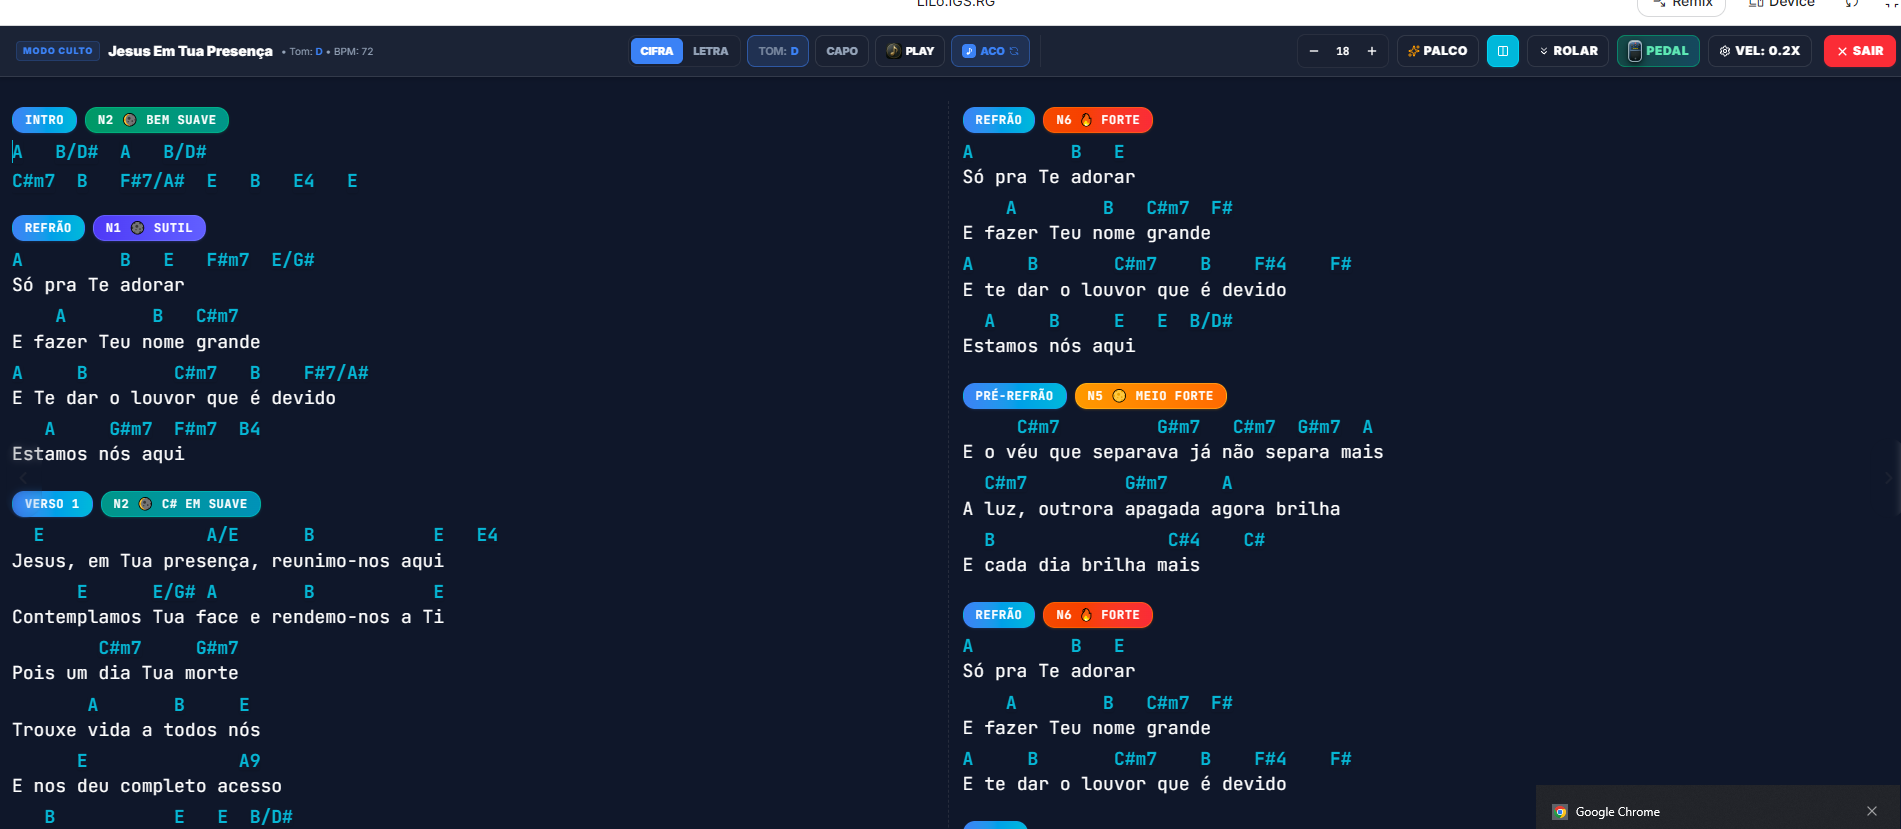 LILO.IGS.RG
Remix
Device
MODO CULTO Jesus Em Tua Presença • Tom: D • BPM: 72
CIFRA LETRA TOM: D CAPO PLAY ACO
− 18 + PALCO ROLAR PEDAL VEL: 0.2X × SAIR
INTRO N2 BEM SUAVE
A   B/D#  A   B/D#
C#m7  B   F#7/A#  E   B   E4   E
REFRÃO N1 SUTIL
A         B   E   F#m7  E/G#
Só pra Te adorar
    A        B   C#m7
E fazer Teu nome grande
A     B        C#m7   B    F#7/A#
E Te dar o louvor que é devido
   A     G#m7  F#m7  B4
Estamos nós aqui
VERSO 1 N2 C# EM SUAVE
  E               A/E      B           E   E4
Jesus, em Tua presença, reunimo-nos aqui
      E      E/G# A        B           E
Contemplamos Tua face e rendemo-nos a Ti
        C#m7     G#m7
Pois um dia Tua morte
       A       B     E
Trouxe vida a todos nós
      E              A9
E nos deu completo acesso
   B           E   E  B/D#
REFRÃO N6 FORTE
A         B   E
Só pra Te adorar
    A        B   C#m7  F#
E fazer Teu nome grande
A     B       C#m7    B    F#4    F#
E te dar o louvor que é devido
  A     B     E   E  B/D#
Estamos nós aqui
PRÉ-REFRÃO N5 MEIO FORTE
     C#m7         G#m7   C#m7  G#m7  A
E o véu que separava já não separa mais
  C#m7         G#m7     A
A luz, outrora apagada agora brilha
  B                C#4    C#
E cada dia brilha mais
REFRÃO N6 FORTE
A         B   E
Só pra Te adorar
    A        B   C#m7  F#
E fazer Teu nome grande
A     B       C#m7    B    F#4    F#
E te dar o louvor que é devido
Google Chrome